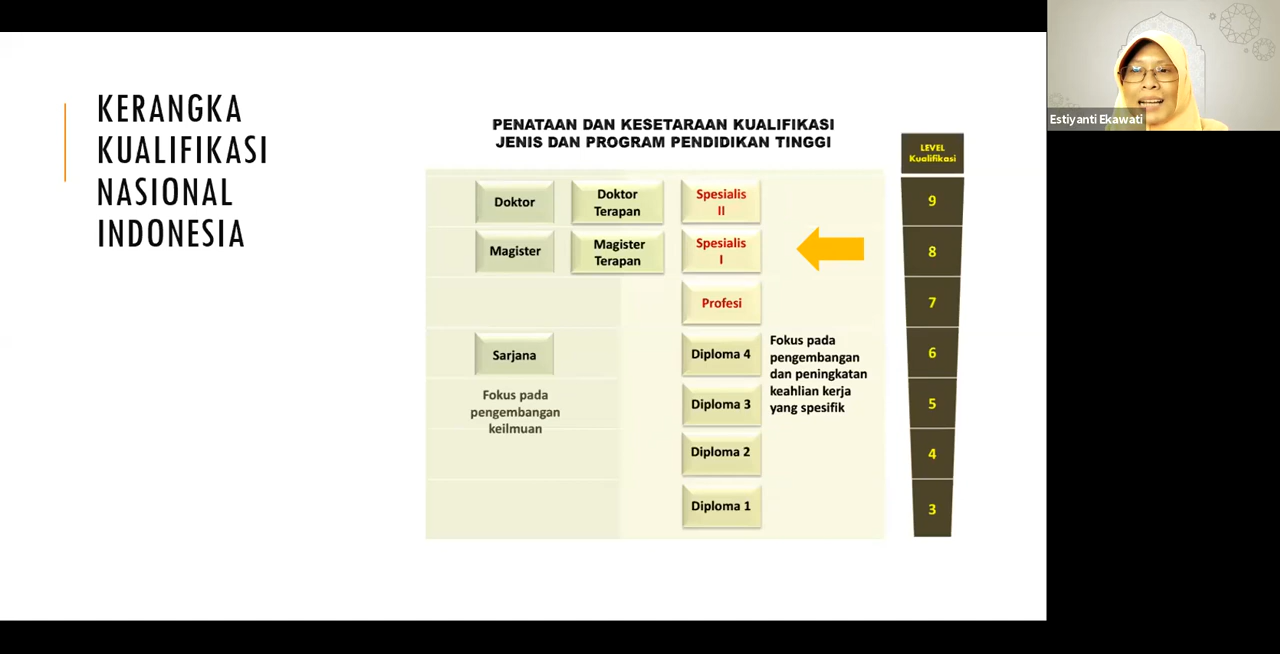 KERANGKA
KUALIFIKASI
NASIONAL
INDONESIA
PENATAAN DAN KESETARAAN KUALIFIKASI
JENIS DAN PROGRAM PENDIDIKAN TINGGI
LEVEL
Kualifikasi
Doktor
Doktor
Terapan
Spesialis
II
9
Magister
Magister
Terapan
Spesialis
I
8
Profesi
7
Sarjana
Diploma 4
6
Fokus pada
pengembangan
keilmuan
Fokus pada
pengembangan
dan peningkatan
keahlian kerja
yang spesifik
Diploma 3
5
Diploma 2
4
Diploma 1
3
Estiyanti Ekawati